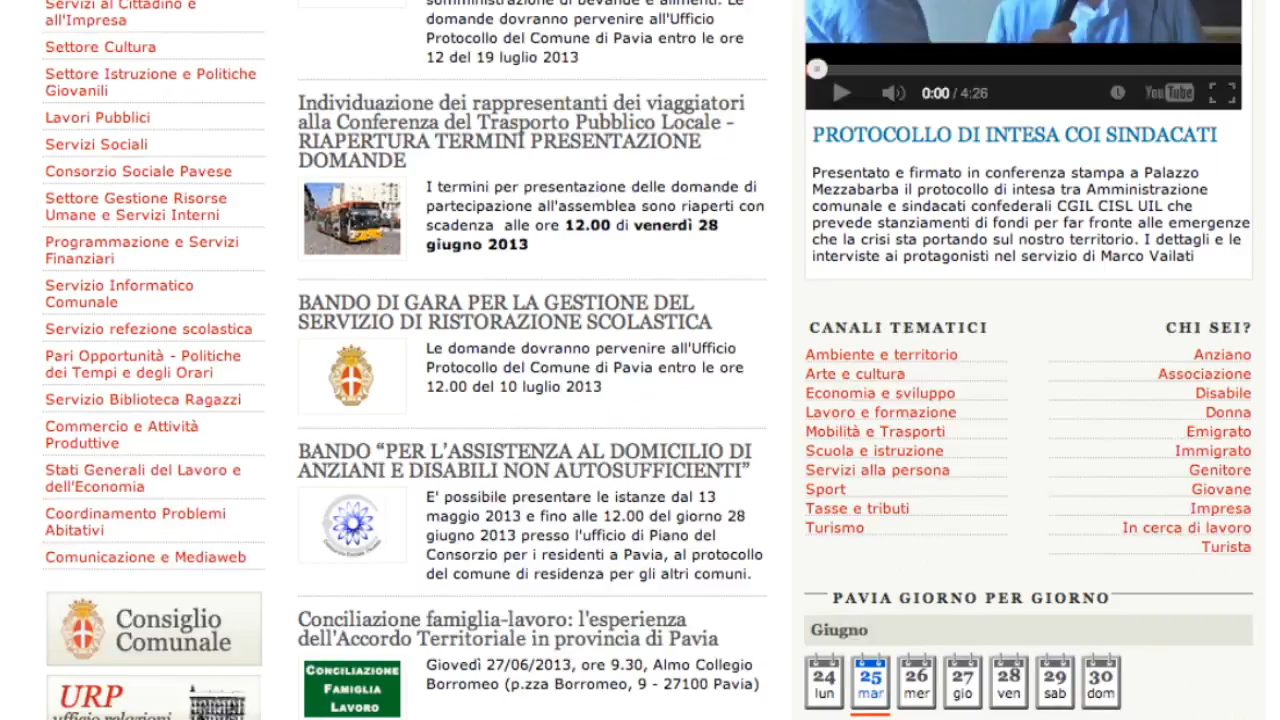 Servizi al Cittadino e
all'Impresa
Settore Cultura
Settore Istruzione e Politiche
Giovanili
Lavori Pubblici
Servizi Sociali
Consorzio Sociale Pavese
Settore Gestione Risorse
Umane e Servizi Interni
Programmazione e Servizi
Finanziari
Servizio Informatico
Comunale
Servizio refezione scolastica
Pari Opportunità - Politiche
dei Tempi e degli Orari
Servizio Biblioteca Ragazzi
Commercio e Attività
Produttive
Stati Generali del Lavoro e
dell'Economia
Coordinamento Problemi
Abitativi
Comunicazione e Mediaweb
Consiglio
Comunale
URP
ufficio relazioni
somministrazione di bevande e alimenti. Le
domande dovranno pervenire all'Ufficio
Protocollo del Comune di Pavia entro le ore
12 del 19 luglio 2013
Individuazione dei rappresentanti dei viaggiatori
alla Conferenza del Trasporto Pubblico Locale -
RIAPERTURA TERMINI PRESENTAZIONE
DOMANDE
I termini per presentazione delle domande di
partecipazione all'assemblea sono riaperti con
scadenza alle ore 12.00 di venerdì 28
giugno 2013
BANDO DI GARA PER LA GESTIONE DEL
SERVIZIO DI RISTORAZIONE SCOLASTICA
Le domande dovranno pervenire all'Ufficio
Protocollo del Comune di Pavia entro le ore
12.00 del 10 luglio 2013
BANDO “PER L’ASSISTENZA AL DOMICILIO DI
ANZIANI E DISABILI NON AUTOSUFFICIENTI”
E' possibile presentare le istanze dal 13
maggio 2013 e fino alle 12.00 del giorno 28
giugno 2013 presso l'ufficio di Piano del
Consorzio per i residenti a Pavia, al protocollo
del comune di residenza per gli altri comuni.
Conciliazione famiglia-lavoro: l'esperienza
dell'Accordo Territoriale in provincia di Pavia
CONCILIAZIONE
FAMIGLIA
LAVORO
Giovedì 27/06/2013, ore 9.30, Almo Collegio
Borromeo (p.zza Borromeo, 9 - 27100 Pavia)
0:00 / 4:26
YouTube
PROTOCOLLO DI INTESA COI SINDACATI
Presentato e firmato in conferenza stampa a Palazzo
Mezzabarba il protocollo di intesa tra Amministrazione
comunale e sindacati confederali CGIL CISL UIL che
prevede stanziamenti di fondi per far fronte alle emergenze
che la crisi sta portando sul nostro territorio. I dettagli e le
interviste ai protagonisti nel servizio di Marco Vailati
CANALI TEMATICI
Ambiente e territorio
Arte e cultura
Economia e sviluppo
Lavoro e formazione
Mobilità e Trasporti
Scuola e istruzione
Servizi alla persona
Sport
Tasse e tributi
Turismo
CHI SEI?
Anziano
Associazione
Disabile
Donna
Emigrato
Immigrato
Genitore
Giovane
Impresa
In cerca di lavoro
Turista
PAVIA GIORNO PER GIORNO
Giugno
24 25 26 27 28 29 30
lun mar mer gio ven sab dom